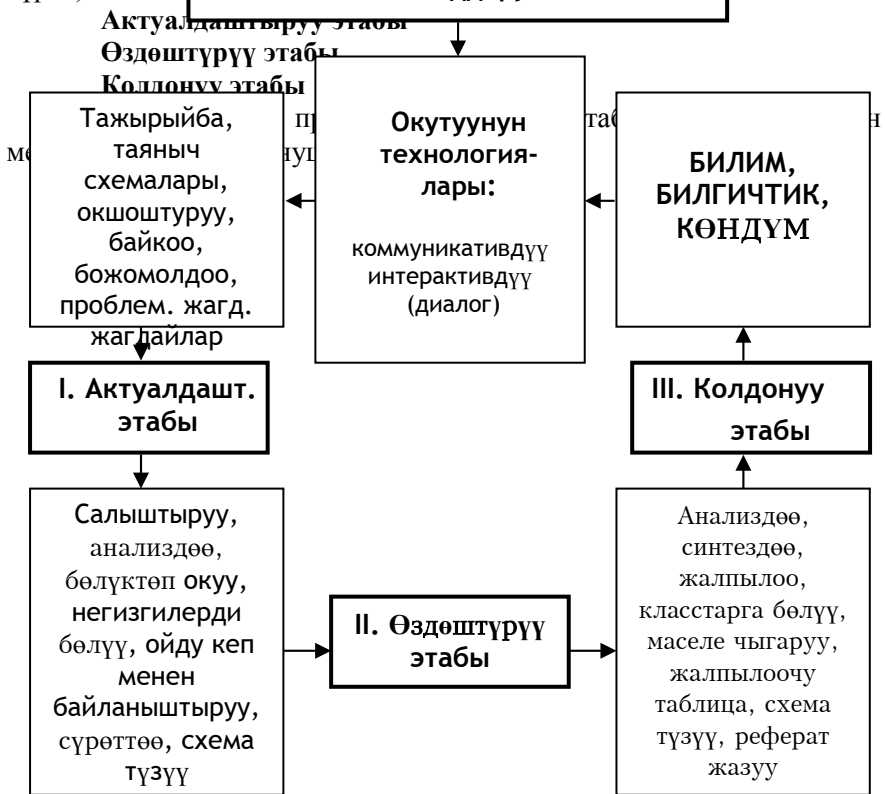 Актуалдаштыруу этабы
Өздөштүрүү этабы
Колдонуу этабы
Тажырыйба,
таяныч
схемалары,
окшоштуруу,
байкоо,
божомолдоо,
проблем. жагд.
жагдайлар
Окутуунун
технология-
лары:
коммуникативдүү
интерактивдүү
(диалог)
БИЛИМ,
БИЛГИЧТИК,
КӨНДҮМ
I. Актуалдашт.
этабы
III. Колдонуу
этабы
Салыштыруу,
анализдөө,
бөлүктөп окуу,
негизгилерди
бөлүү, ойду кеп
менен
байланыштыруу,
сүрөттөө, схема
түзүү
II. Өздөштүрүү
этабы
Анализдөө,
синтездөө,
жалпылоо,
класстарга бөлүү,
маселе чыгаруу,
жалпылоочу
таблица, схема
түзүү, реферат
жазуу